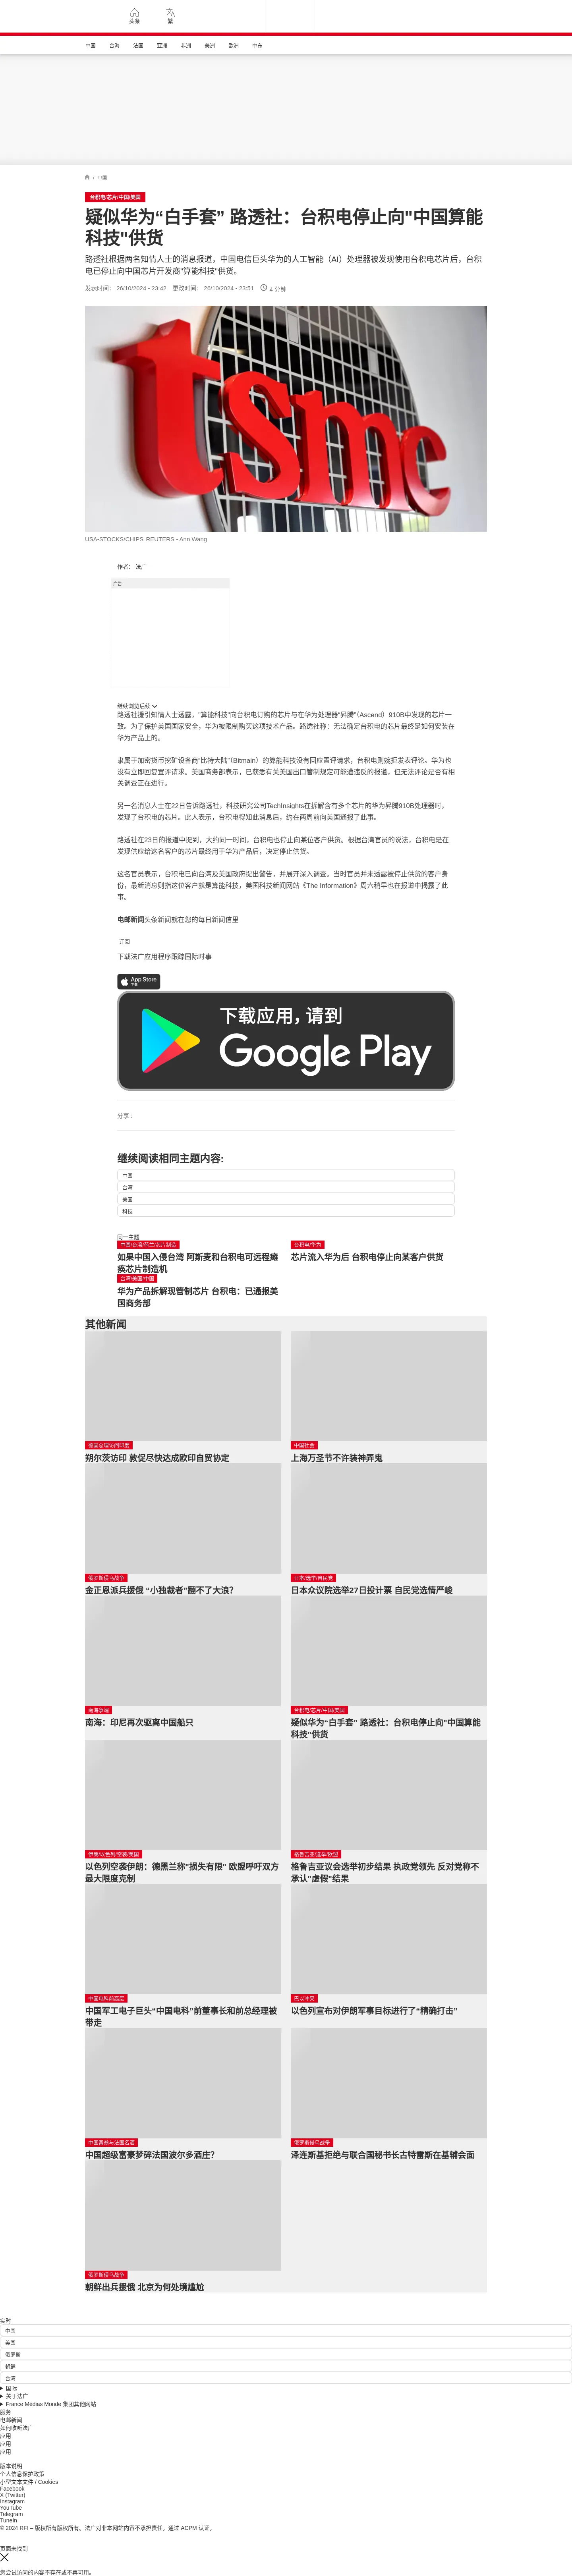 头条
繁
中国
台海
法国
亚洲
非洲
美洲
欧洲
中东
/ 中国
台积电/芯片/中国/美国
疑似华为“白手套” 路透社：台积电停止向"中国算能
科技"供货
路透社根据两名知情人士的消息报道，中国电信巨头华为的人工智能（AI）处理器被发现使用台积电芯片后，台积
电已停止向中国芯片开发商"算能科技"供货。
发表时间： 26/10/2024 - 23:42 更改时间： 26/10/2024 - 23:51 4 分钟
tsmc
USA-STOCKS/CHIPS REUTERS - Ann Wang
作者： 法广
广告
继续浏览后续
路透社援引知情人士透露，"算能科技"向台积电订购的芯片与在华为处理器"昇腾"（Ascend）910B中发现的芯片一
致。为了保护美国国家安全，华为被限制购买这项技术产品。路透社称：无法确定台积电的芯片最终是如何安装在
华为产品上的。
隶属于加密货币挖矿设备商"比特大陆"（Bitmain）的算能科技没有回应置评请求，台积电则婉拒发表评论。华为也
没有立即回复置评请求。美国商务部表示，已获悉有关美国出口管制规定可能遭违反的报道，但无法评论是否有相
关调查正在进行。
另一名消息人士在22日告诉路透社，科技研究公司TechInsights在拆解含有多个芯片的华为昇腾910B处理器时，
发现了台积电的芯片。此人表示，台积电得知此消息后，约在两周前向美国通报了此事。
路透社在23日的报道中提到，大约同一时间，台积电也停止向某位客户供货。根据台湾官员的说法，台积电是在
发现供应给这名客户的芯片最终用于华为产品后，决定停止供货。
这名官员表示，台积电已向台湾及美国政府提出警告，并展开深入调查。当时官员并未透露被停止供货的客户身
份，最新消息则指这位客户就是算能科技，美国科技新闻网站《The Information》周六稍早也在报道中揭露了此
事。
电邮新闻头条新闻就在您的每日新闻信里
订阅
下载法广应用程序跟踪国际时事
App Store
下载
下载应用，请到
Google Play
分享 :
继续阅读相同主题内容:
中国
台湾
美国
科技
同一主题
中国/台湾/荷兰/芯片制造
如果中国入侵台湾 阿斯麦和台积电可远程瘫
痪芯片制造机
台积电/华为
芯片流入华为后 台积电停止向某客户供货
台湾/美国/中国
华为产品拆解现管制芯片 台积电：已通报美
国商务部
其他新闻
德国总理访问印度
朔尔茨访印 敦促尽快达成欧印自贸协定
中国社会
上海万圣节不许装神弄鬼
俄罗斯侵乌战争
金正恩派兵援俄 “小独裁者”翻不了大浪?
日本/选举/自民党
日本众议院选举27日投计票 自民党选情严峻
南海争端
南海：印尼再次驱离中国船只
台积电/芯片/中国/美国
疑似华为“白手套” 路透社：台积电停止向"中国算能
科技"供货
伊朗/以色列/空袭/美国
以色列空袭伊朗：德黑兰称"损失有限" 欧盟呼吁双方
最大限度克制
格鲁吉亚/选举/欧盟
格鲁吉亚议会选举初步结果 执政党领先 反对党称不
承认"虚假"结果
中国电科前高层
中国军工电子巨头“中国电科”前董事长和前总经理被
带走
巴以冲突
以色列宣布对伊朗军事目标进行了“精确打击”
中国富翁与法国名酒
中国超级富豪梦碎法国波尔多酒庄?
俄罗斯侵乌战争
泽连斯基拒绝与联合国秘书长古特雷斯在基辅会面
俄罗斯侵乌战争
朝鲜出兵援俄 北京为何处境尴尬
实时
中国
美国
俄罗斯
朝鲜
台湾
国际
关于法广
France Médias Monde 集团其他网站
服务
电邮新闻
如何收听法广
应用
应用
应用
版本说明
个人信息保护政策
小型文本文件 / Cookies
Facebook
X (Twitter)
Instagram
YouTube
Telegram
TuneIn
© 2024 RFI – 版权所有版权所有。法广对非本网站内容不承担责任。通过 ACPM 认证。
页面未找到
您尝试访问的内容不存在或不再可用。